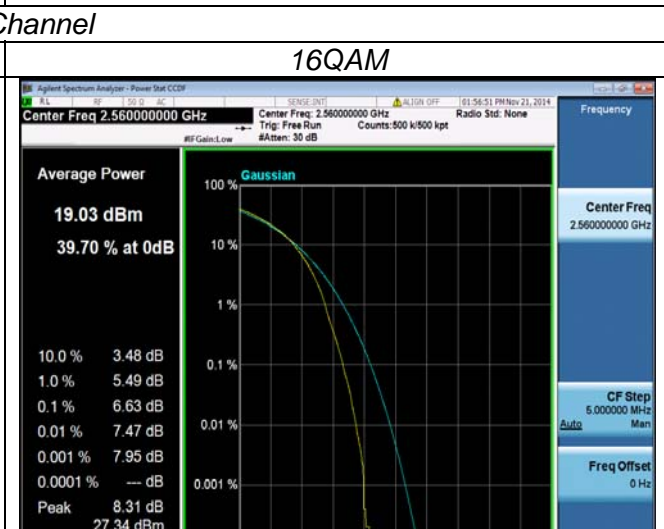 Channel
16QAM
Agilent Spectrum Analyzer - Power Stat CCDF
RL RF 50 Ω AC SENSE:INT ALIGN OFF 01:56:51 PM Nov 21, 2014
Center Freq 2.560000000 GHz
Center Freq: 2.560000000 GHz
Radio Std: None
Trig: Free Run
Counts:500 k/500 kpt
#IFGain:Low
#Atten: 30 dB
Frequency
Average Power
19.03 dBm
39.70 % at 0dB
10.0 % 3.48 dB
1.0 % 5.49 dB
0.1 % 6.63 dB
0.01 % 7.47 dB
0.001 % 7.95 dB
0.0001 % --- dB
Peak 8.31 dB
27.34 dBm
Gaussian
100 %
10 %
1 %
0.1 %
0.01 %
0.001 %
Center Freq
2.560000000 GHz
CF Step
5.000000 MHz
Auto Man
Freq Offset
0 Hz